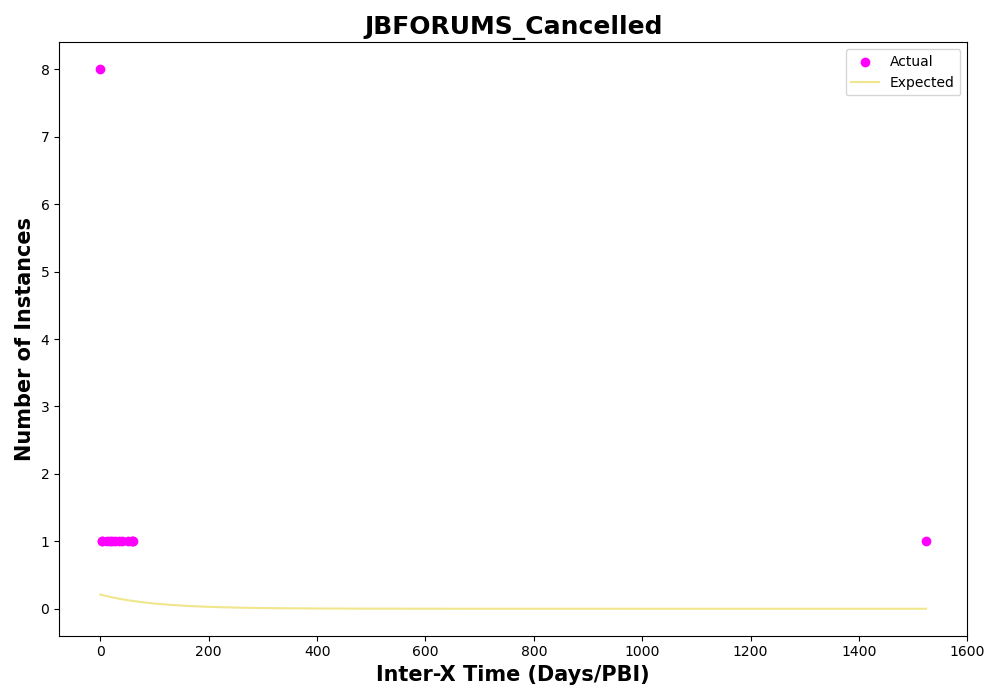 JBFORUMS_Cancelled
Actual
Expected
Number of Instances
8
7
6
5
4
3
2
1
0
0 200 400 600 800 1000 1200 1400 1600
Inter-X Time (Days/PBI)